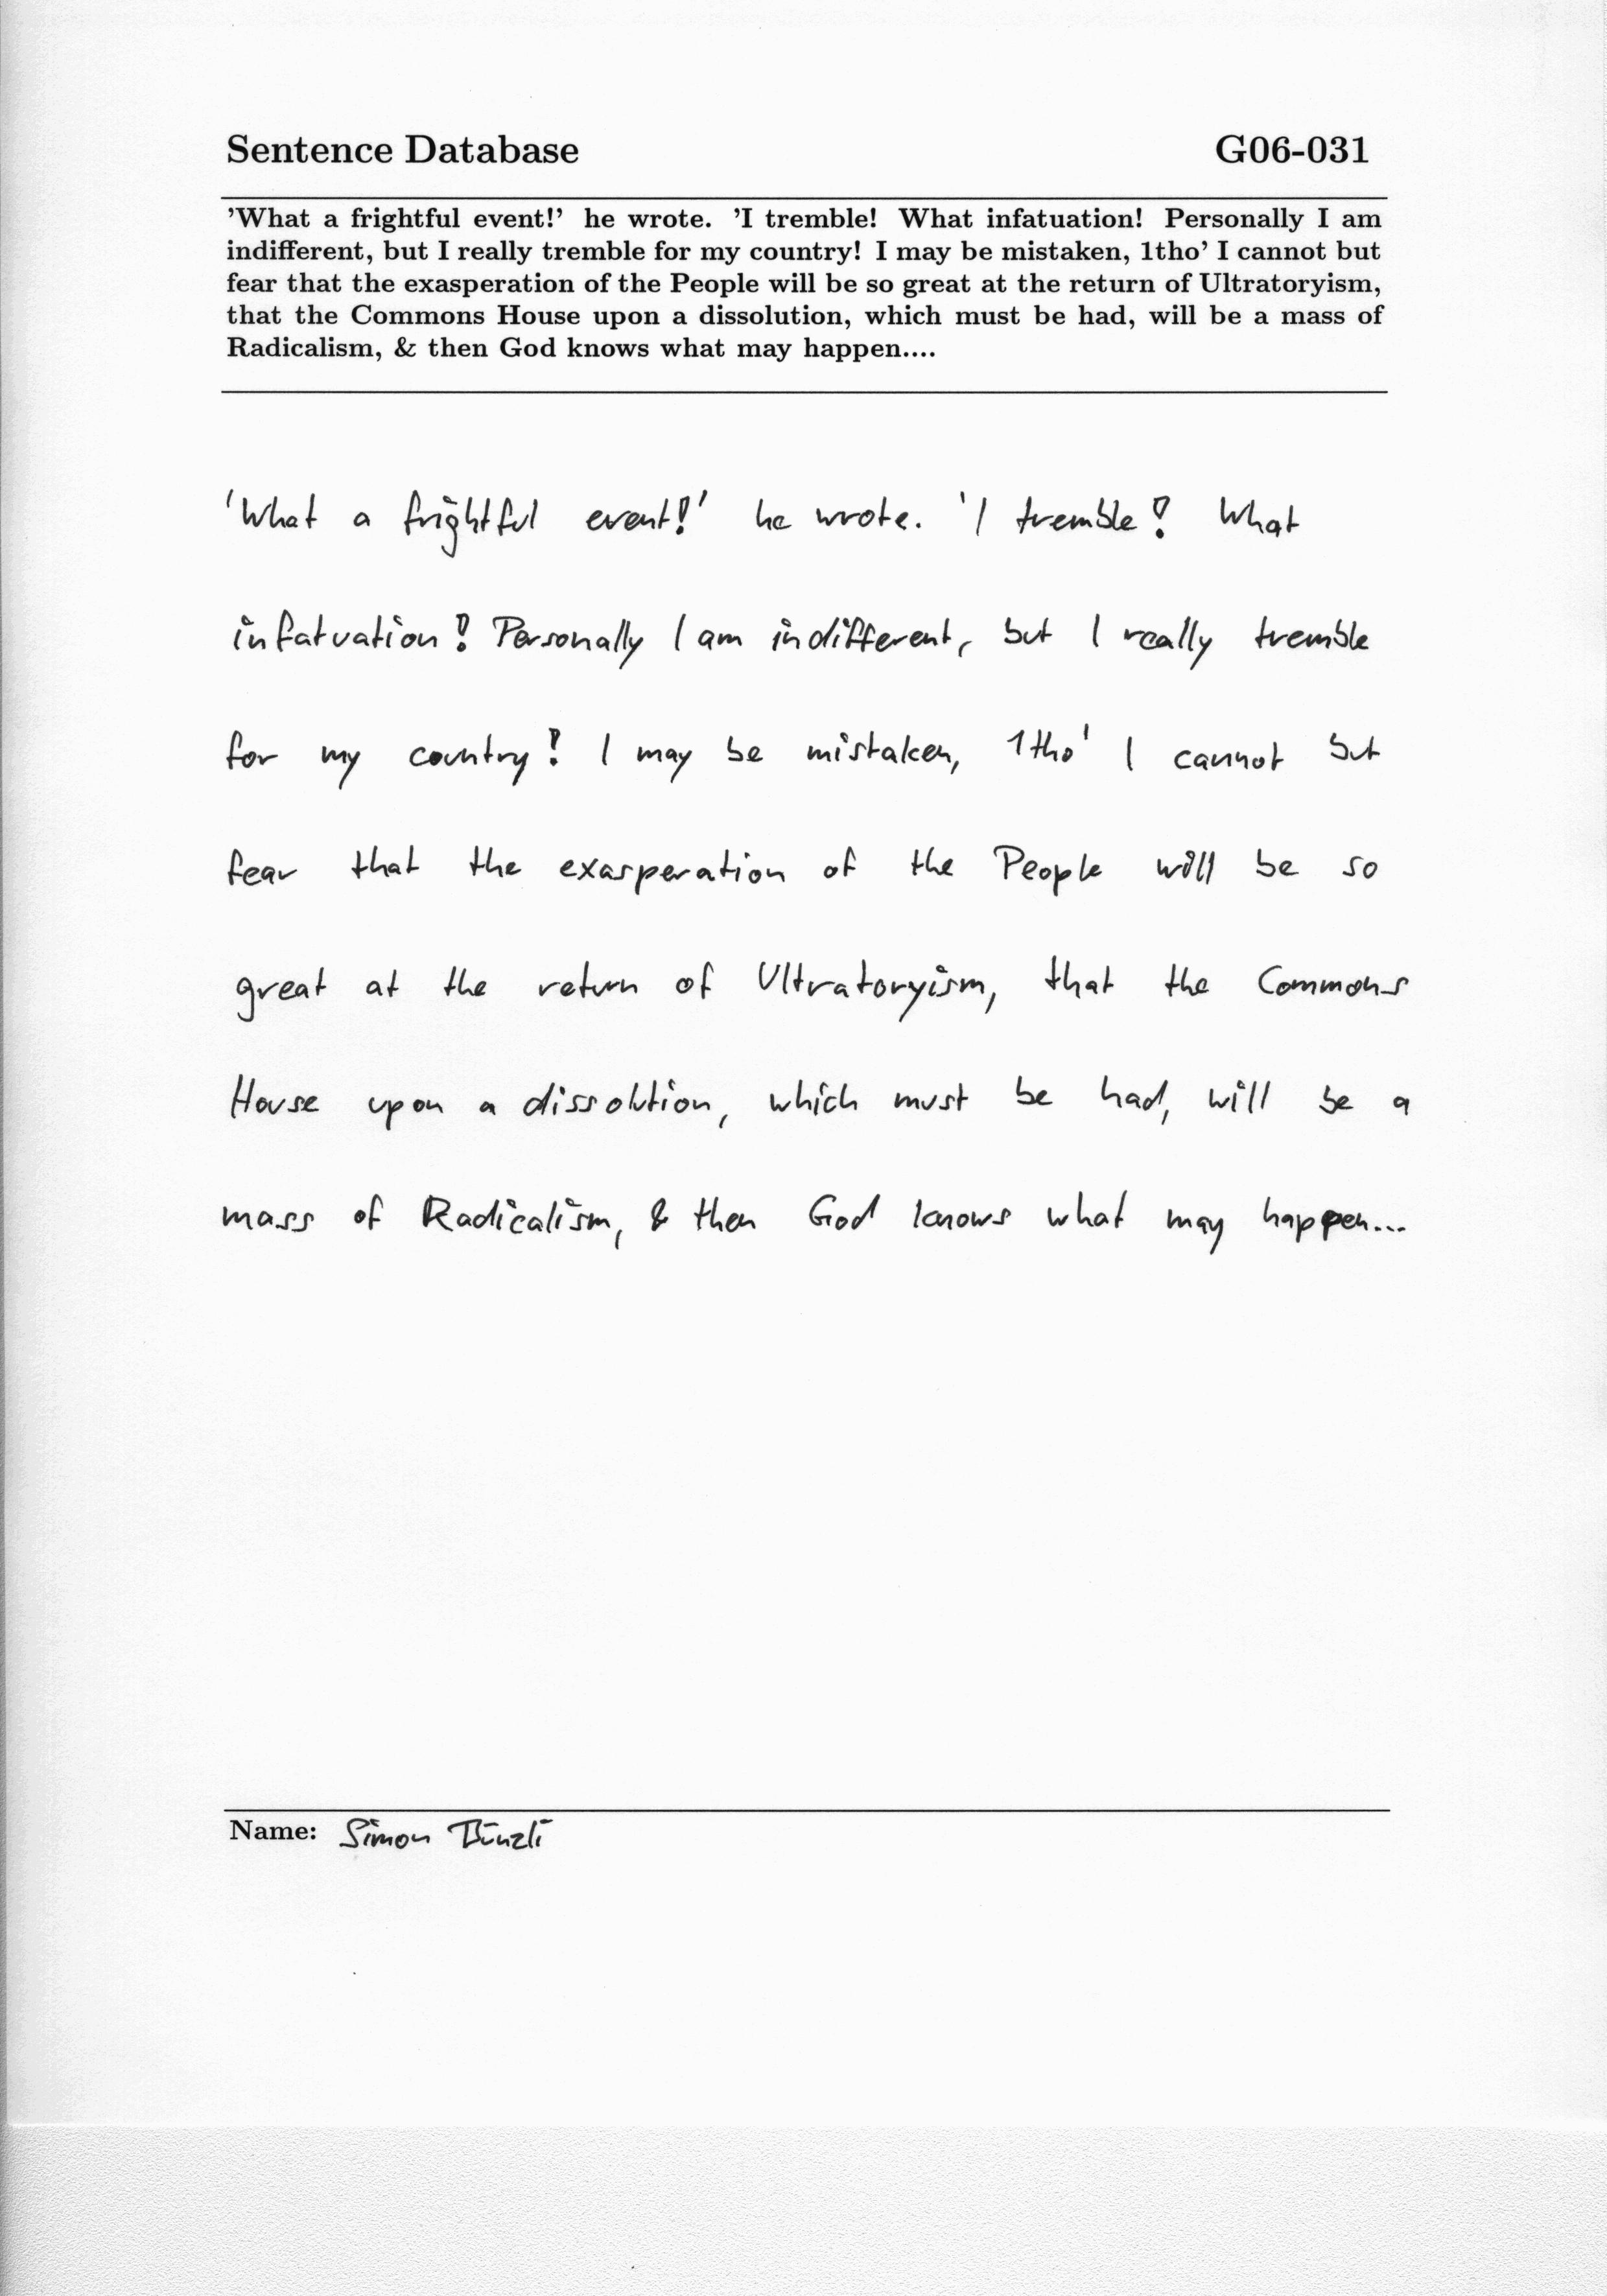 Sentence Database G06-031
'What a frightful event!' he wrote. 'I tremble! What infatuation! Personally I am
indifferent, but I really tremble for my country! I may be mistaken, 1tho' I cannot but
fear that the exasperation of the People will be so great at the return of Ultratoryism,
that the Commons House upon a dissolution, which must be had, will be a mass of
Radicalism, & then God knows what may happen....
'What a frightful event!' he wrote. 'I tremble! What
infatuation! Personally I am indifferent, but I really tremble
for my country! I may be mistaken, 1tho' I cannot but
fear that the exasperation of the People will be so
great at the return of Ultratoryism, that the Commons
House upon a dissolution, which must be had, will be a
mass of Radicalism, & then God knows what may happen...
Name: Simon Bünzli